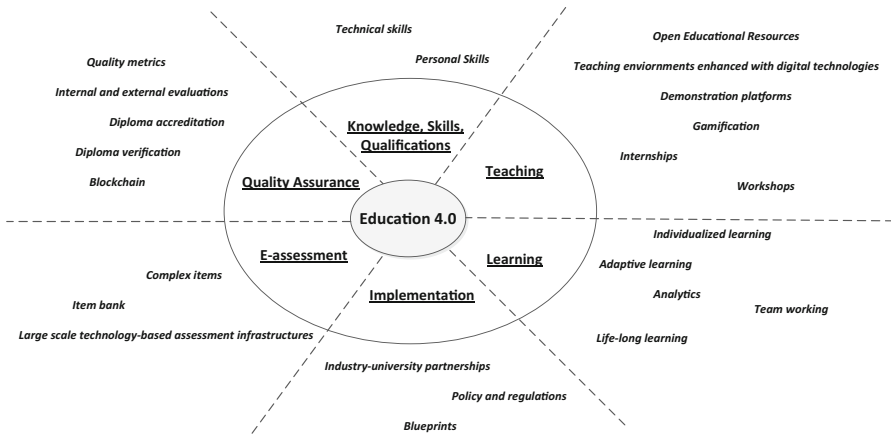 Technical skills
Personal Skills
Quality metrics
Internal and external evaluations
Diploma accreditation
Diploma verification
Blockchain
Open Educational Resources
Teaching enviornments enhanced with digital technologies
Demonstration platforms
Gamification
Internships
Workshops
Knowledge, Skills,
Qualifications
Quality Assurance
Teaching
Education 4.0
E-assessment
Learning
Implementation
Complex items
Item bank
Large scale technology-based assessment infrastructures
Individualized learning
Adaptive learning
Analytics
Team working
Life-long learning
Industry-university partnerships
Policy and regulations
Blueprints